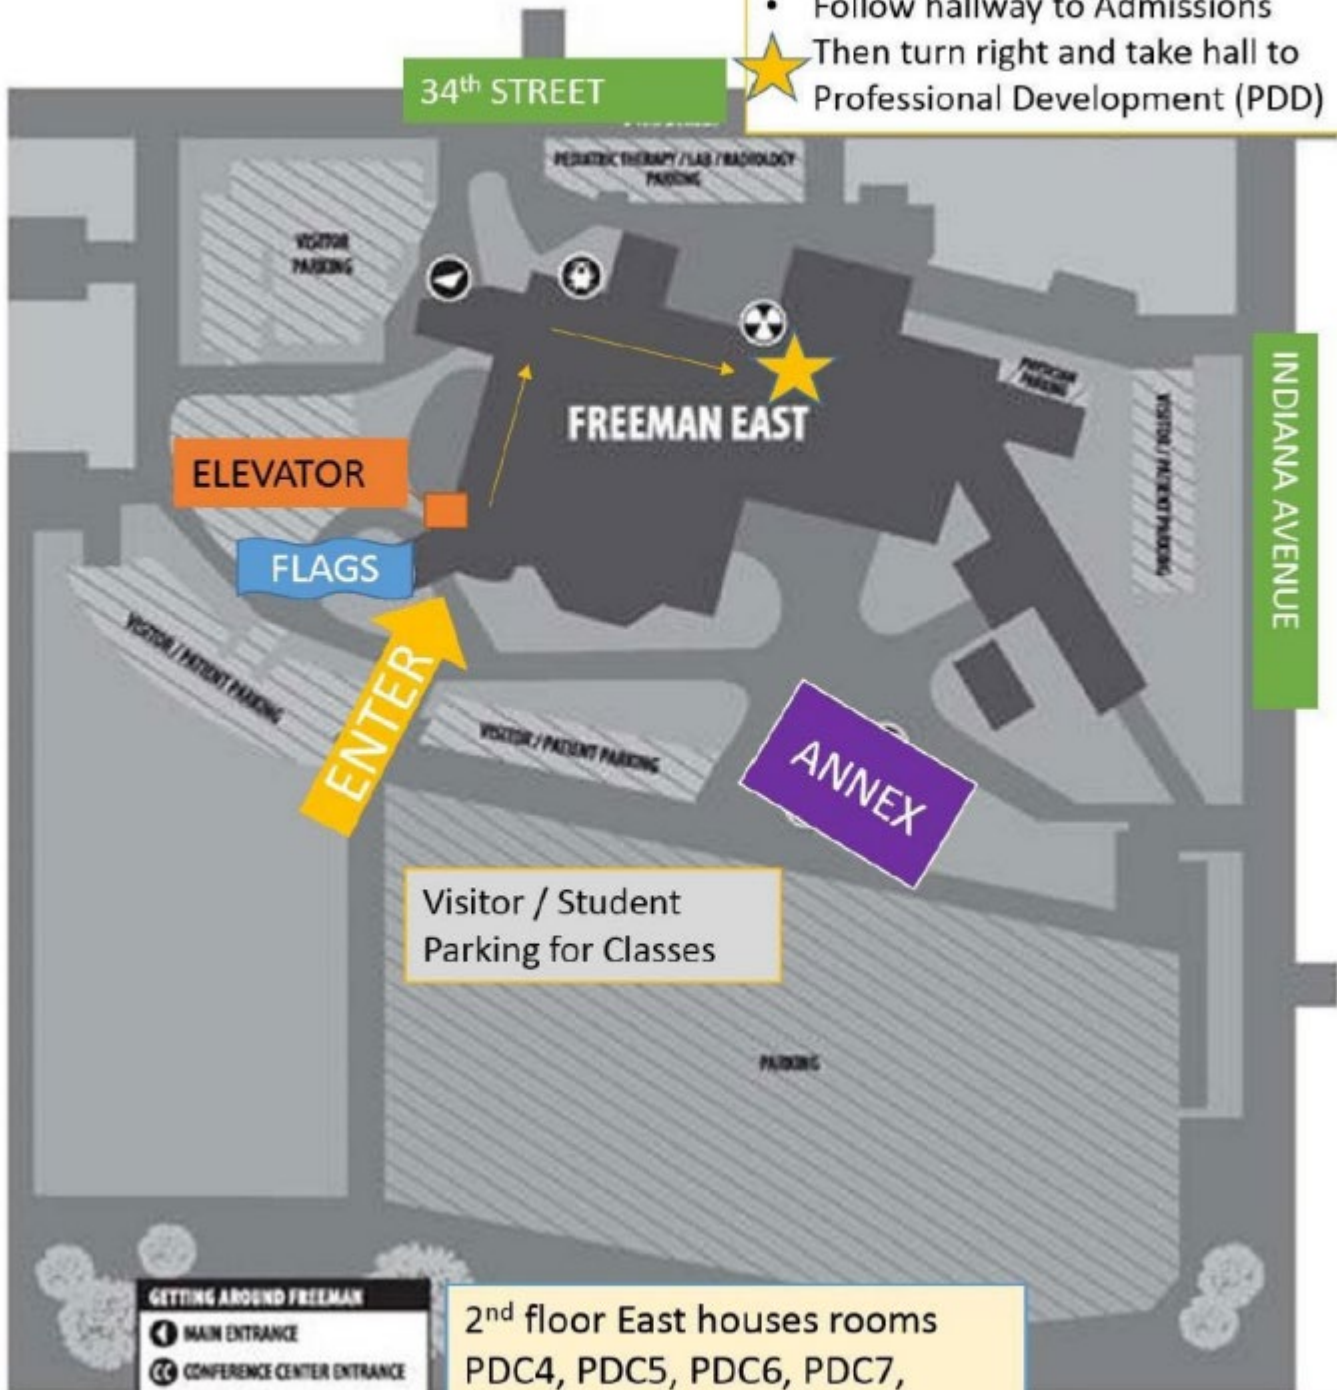 Follow hallway to Admissions
Then turn right and take hall to
Professional Development (PDD)
34th STREET
PEDIATRIC THERAPY / LAB / RADIOLOGY
PARKING
VISITOR
PARKING
PHYSICIAN
PARKING
VISITOR / PATIENT PARKING
INDIANA AVENUE
FREEMAN EAST
ELEVATOR
FLAGS
VISITOR / PATIENT PARKING
ENTER
VISITOR / PATIENT PARKING
ANNEX
Visitor / Student
Parking for Classes
PARKING
GETTING AROUND FREEMAN
MAIN ENTRANCE
CC CONFERENCE CENTER ENTRANCE
2nd floor East houses rooms
PDC4, PDC5, PDC6, PDC7,